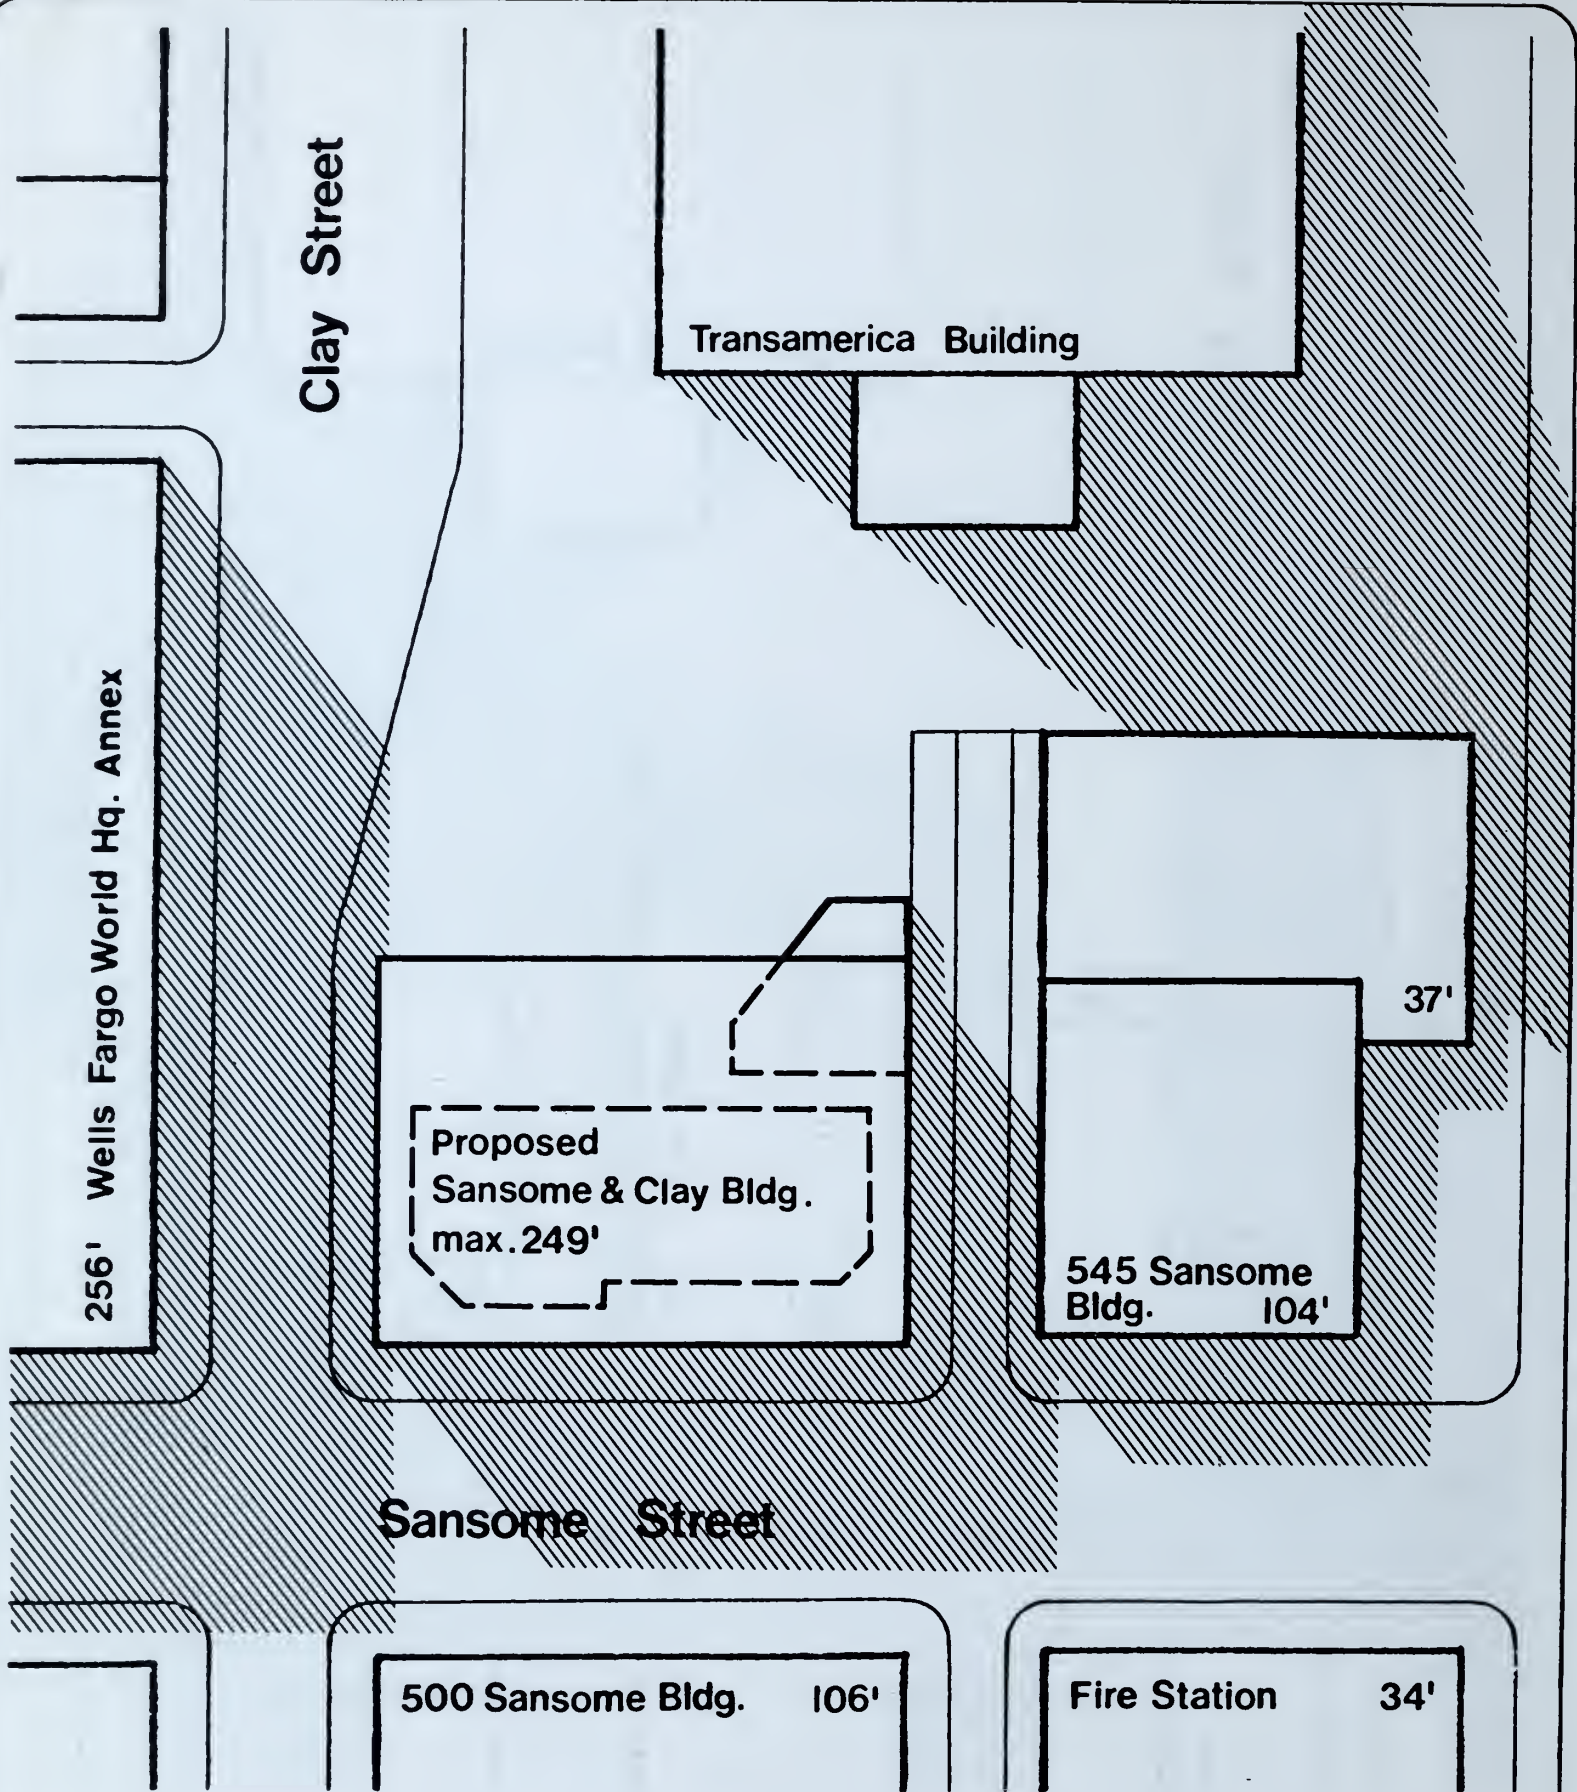 Clay Street
Transamerica Building
256' Wells Fargo World Hq. Annex
37'
Proposed
Sansome & Clay Bldg.
max. 249'
545 Sansome
Bldg. 104'
Sansome Street
500 Sansome Bldg. 106'
Fire Station 34'